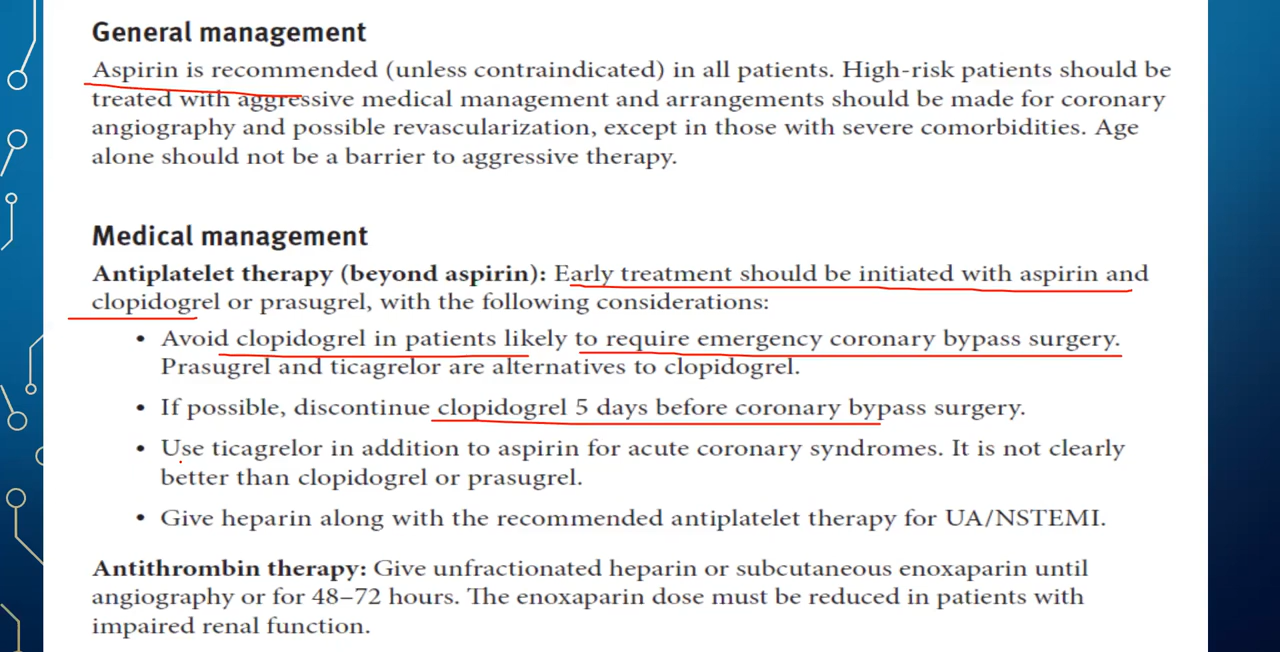 General management
Aspirin is recommended (unless contraindicated) in all patients. High-risk patients should be
treated with aggressive medical management and arrangements should be made for coronary
angiography and possible revascularization, except in those with severe comorbidities. Age
alone should not be a barrier to aggressive therapy.
Medical management
Antiplatelet therapy (beyond aspirin): Early treatment should be initiated with aspirin and
clopidogrel or prasugrel, with the following considerations:
• Avoid clopidogrel in patients likely to require emergency coronary bypass surgery.
Prasugrel and ticagrelor are alternatives to clopidogrel.
• If possible, discontinue clopidogrel 5 days before coronary bypass surgery.
• Use ticagrelor in addition to aspirin for acute coronary syndromes. It is not clearly
better than clopidogrel or prasugrel.
• Give heparin along with the recommended antiplatelet therapy for UA/NSTEMI.
Antithrombin therapy: Give unfractionated heparin or subcutaneous enoxaparin until
angiography or for 48–72 hours. The enoxaparin dose must be reduced in patients with
impaired renal function.